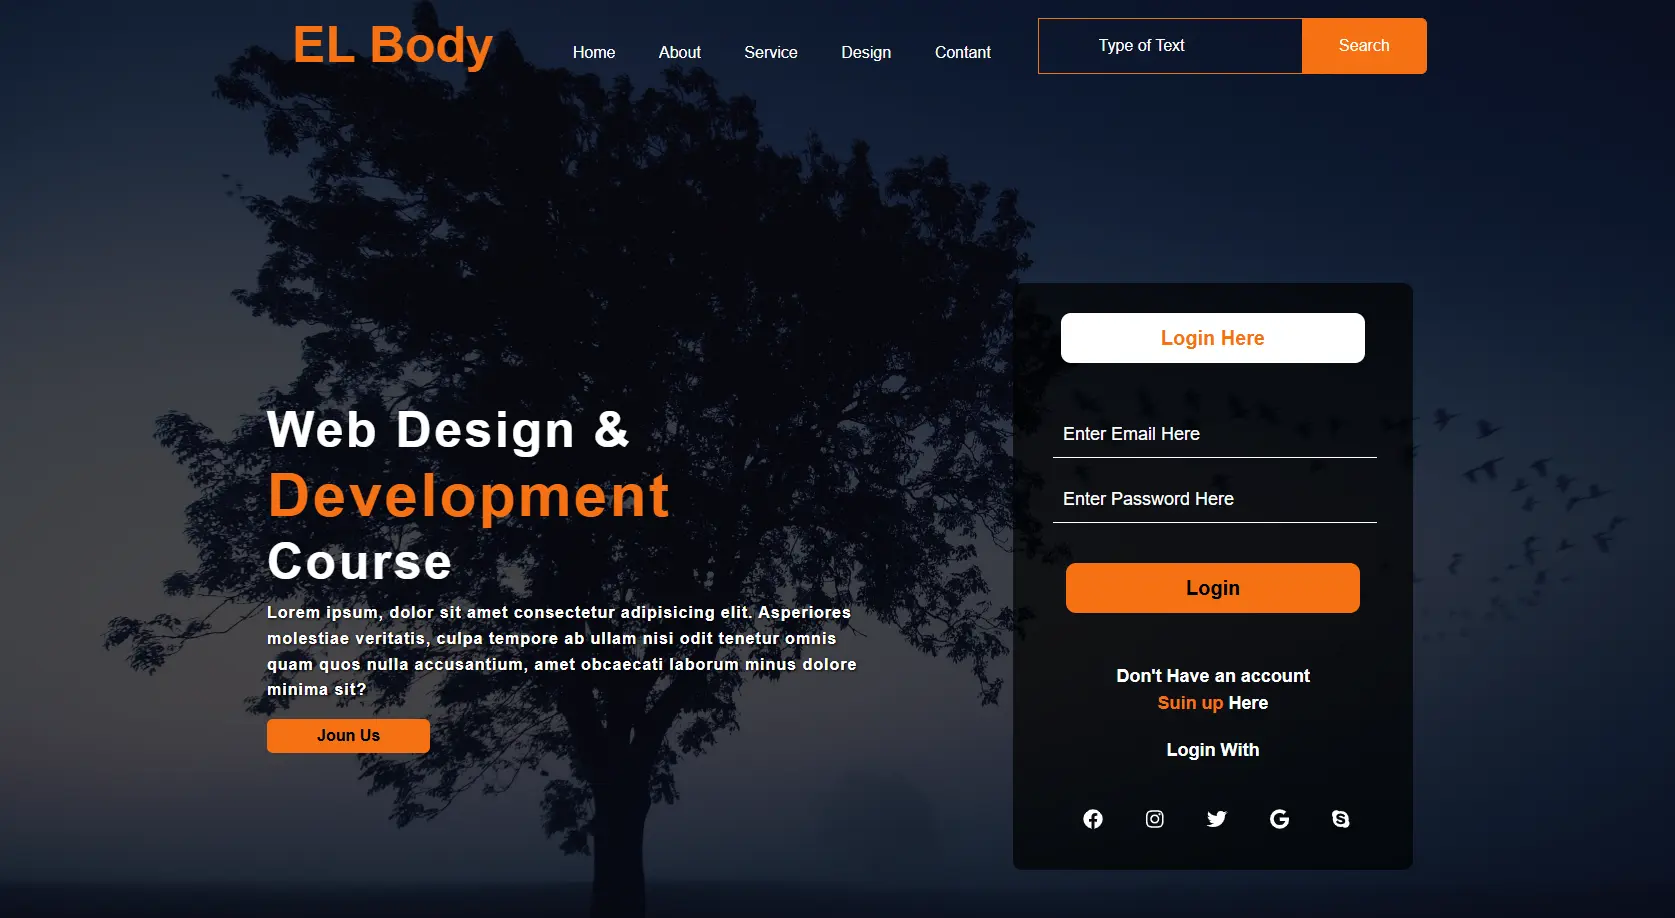 EL Body
Home About Service Design Contant
Type of Text Search
Web Design &
Development
Course
Lorem ipsum, dolor sit amet consectetur adipisicing elit. Asperiores
molestiae veritatis, culpa tempore ab ullam nisi odit tenetur omnis
quam quos nulla accusantium, amet obcaecati laborum minus dolore
minima sit?
Joun Us
Login Here
Enter Email Here
Enter Password Here
Login
Don't Have an account
Suin up Here
Login With